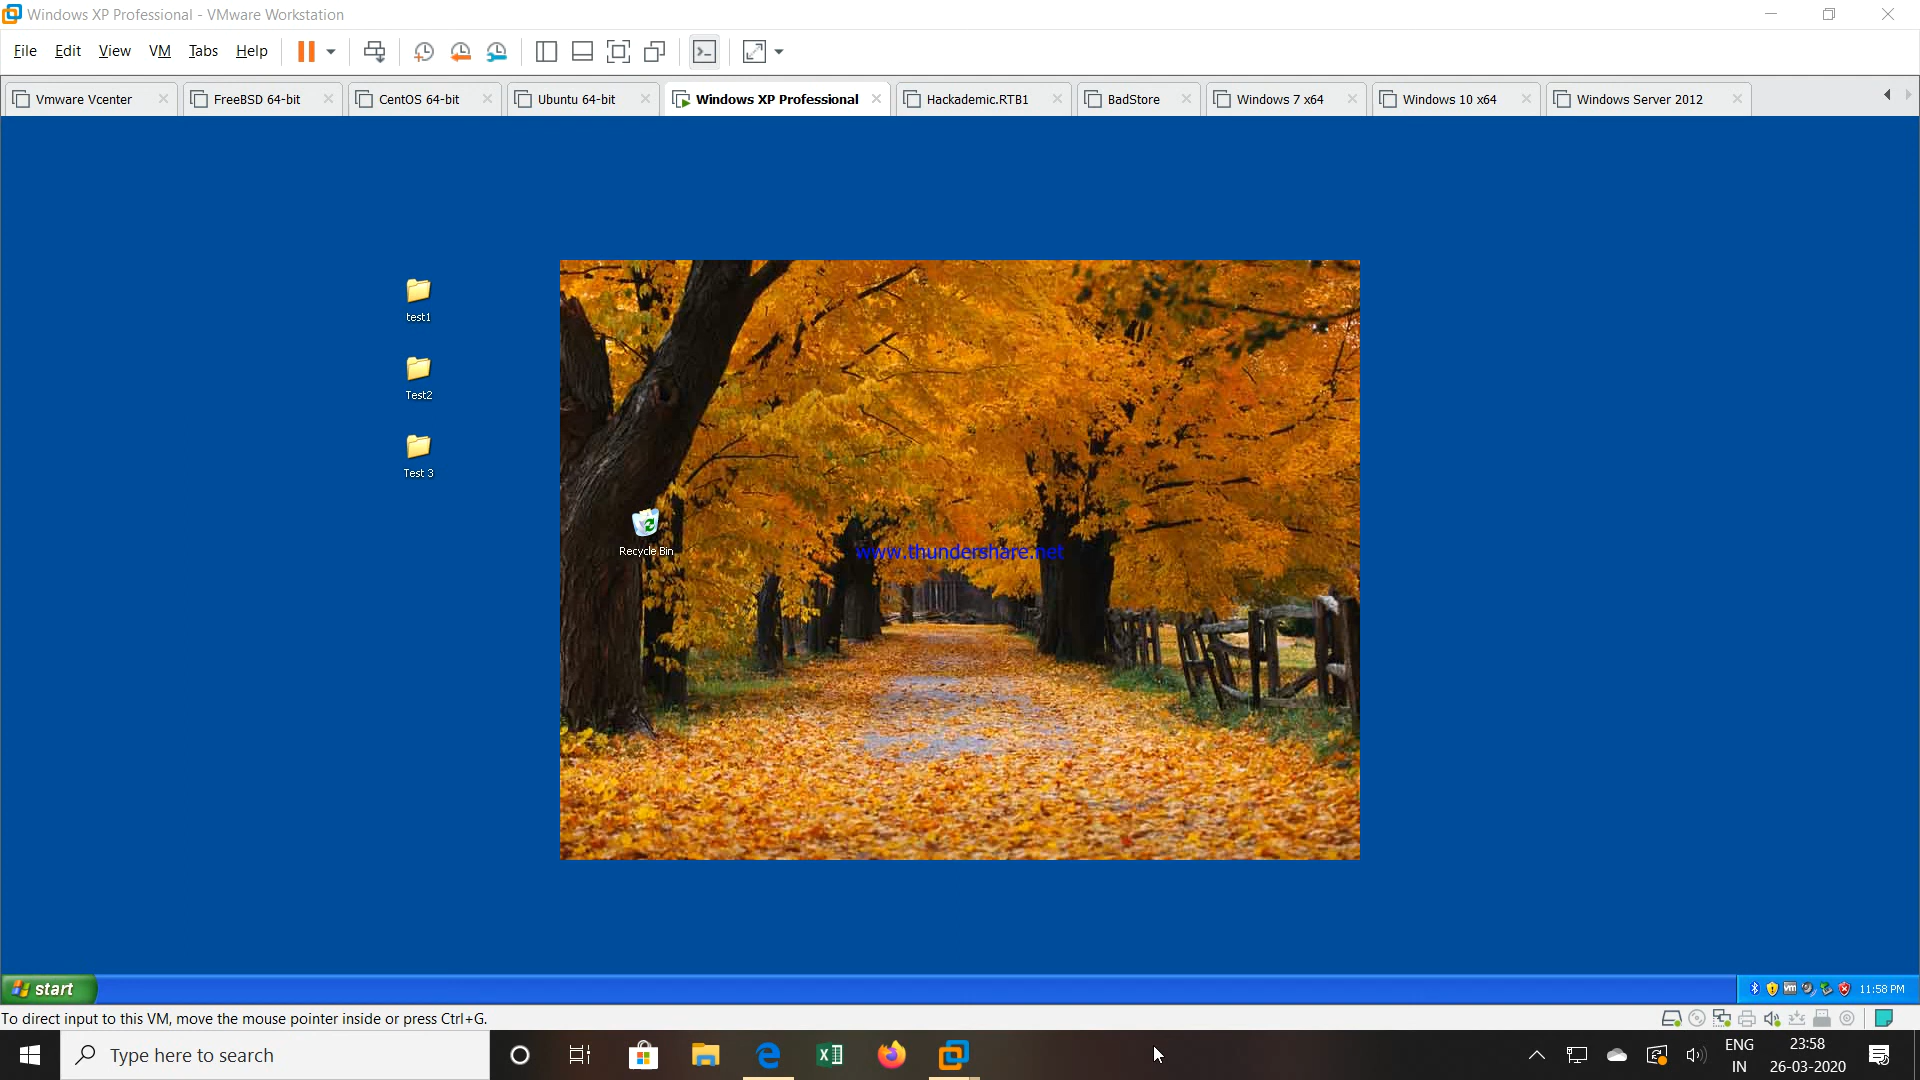 Windows XP Professional - VMware Workstation
File Edit View VM Tabs Help
Vmware Vcenter FreeBSD 64-bit CentOS 64-bit Ubuntu 64-bit Windows XP Professional Hackademic.RTB1 BadStore Windows 7 x64 Windows 10 x64 Windows Server 2012
test1
Test2
Test 3
Recycle Bin
www.thundershare.net
start
11:58 PM
To direct input to this VM, move the mouse pointer inside or press Ctrl+G.
Type here to search
ENG
IN
23:58
26-03-2020